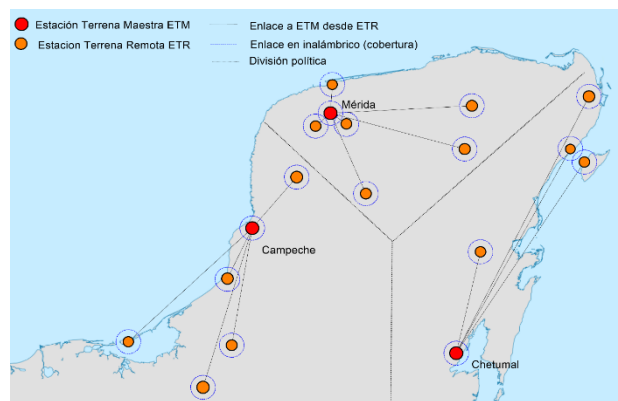 Estación Terrena Maestra ETM
Estacion Terrena Remota ETR
Enlace a ETM desde ETR
Enlace en inalámbrico (cobertura)
División política
Mérida
Campeche
Chetumal